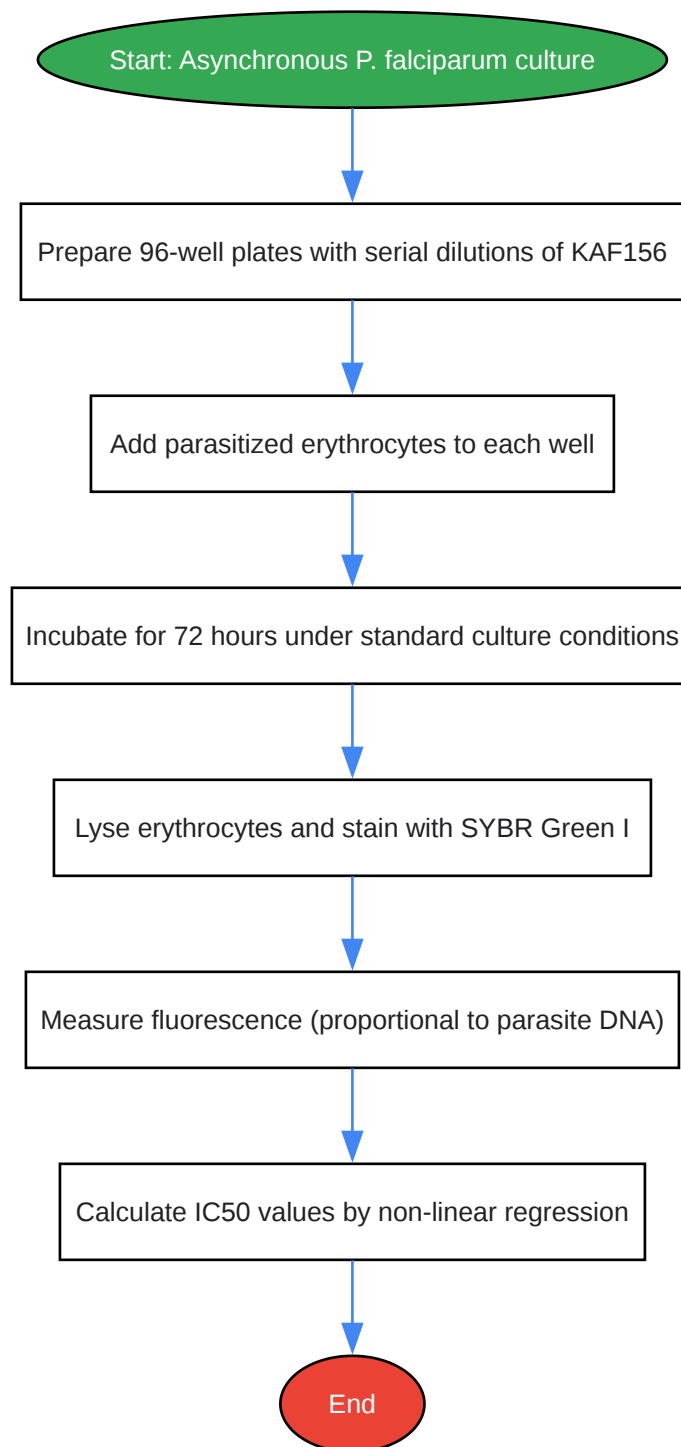 Start: Asynchronous P. falciparum culture
Prepare 96-well plates with serial dilutions of KAF156
Add parasitized erythrocytes to each well
Incubate for 72 hours under standard culture conditions
Lyse erythrocytes and stain with SYBR Green I
Measure fluorescence (proportional to parasite DNA)
Calculate IC50 values by non-linear regression
End